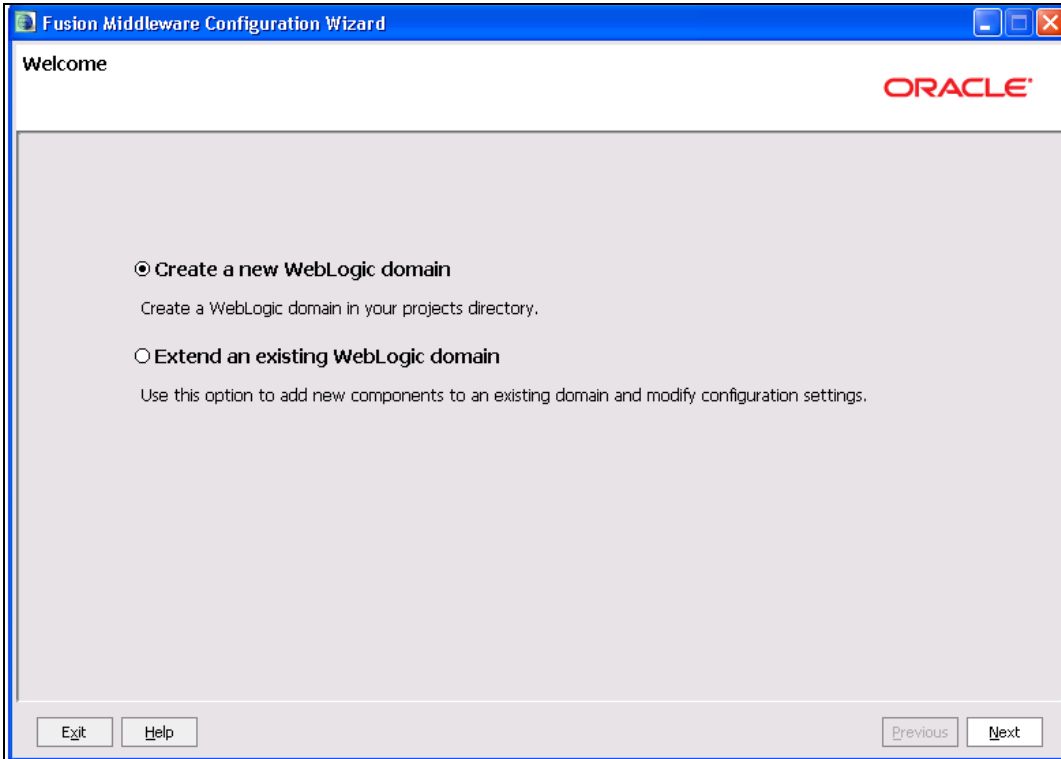 Fusion Middleware Configuration Wizard
Welcome
ORACLE
Create a new WebLogic domain
Create a WebLogic domain in your projects directory.
Extend an existing WebLogic domain
Use this option to add new components to an existing domain and modify configuration settings.
Exit Help Previous Next